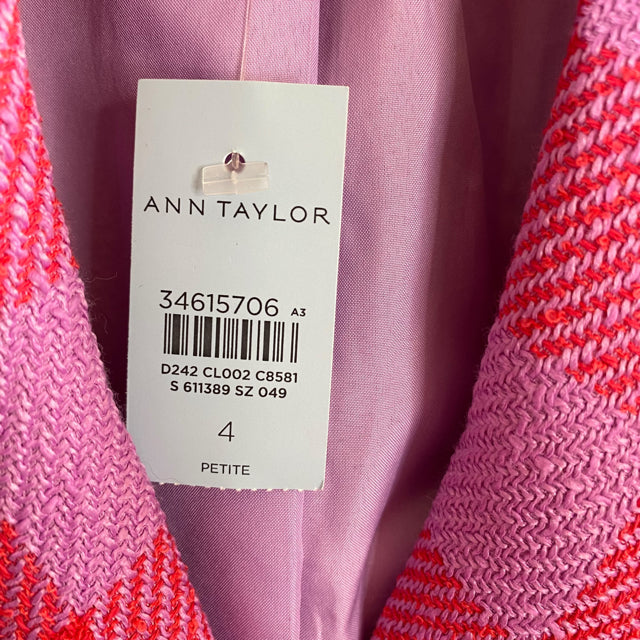 ANN TAYLOR
34615706 A3
D242 CL002 C8581
S 611389 SZ 049
4
PETITE